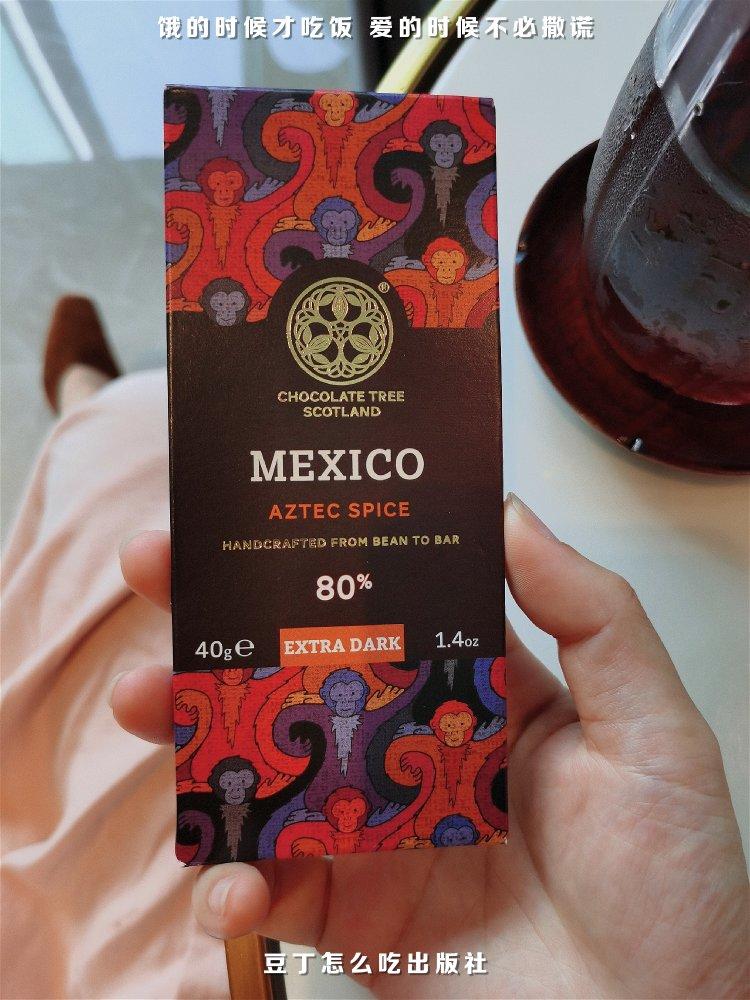 饿的时候才吃饭 爱的时候不必撒谎
®
CHOCOLATE TREE
SCOTLAND
MEXICO
AZTEC SPICE
HANDCRAFTED FROM BEAN TO BAR
80%
40g℮ EXTRA DARK 1.4oz
豆丁怎么吃出版社